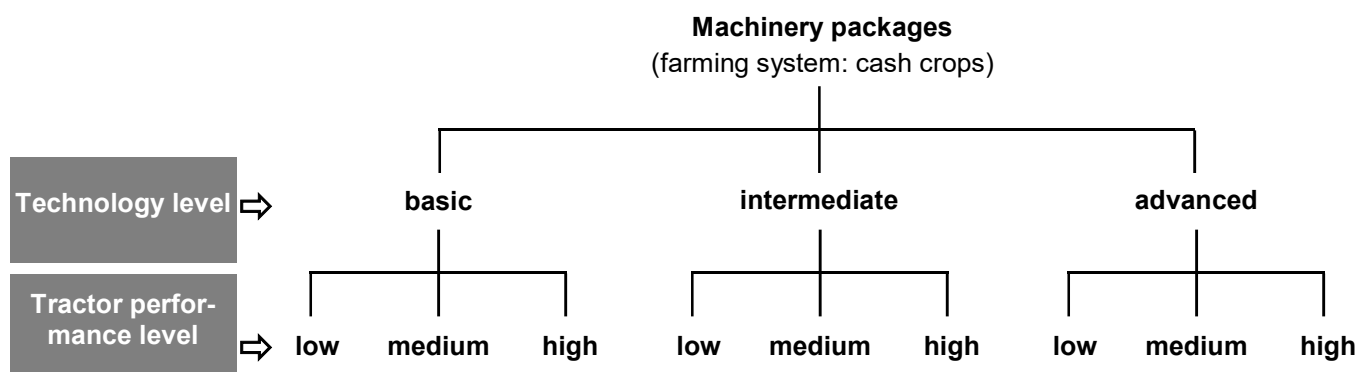 Machinery packages
(farming system: cash crops)
Technology level
basic intermediate advanced
Tractor perfor-
mance level
low medium high low medium high low medium high